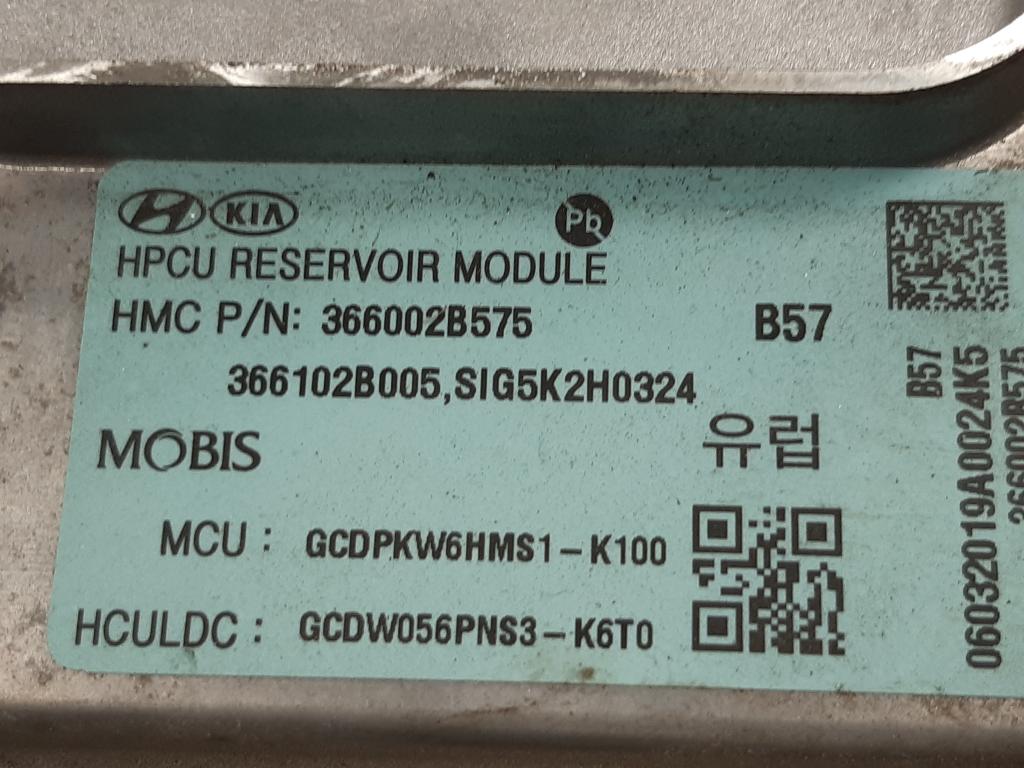 KIA
Pb
HPCU RESERVOIR MODULE
HMC P/N: 366002B575
B57
366102B005,SIG5K2H0324
MOBIS
유럽
MCU : GCDPKW6HMS1-K100
HCULDC : GCDW056PNS3-K6T0
B57
06032019A0024K5
366002B575